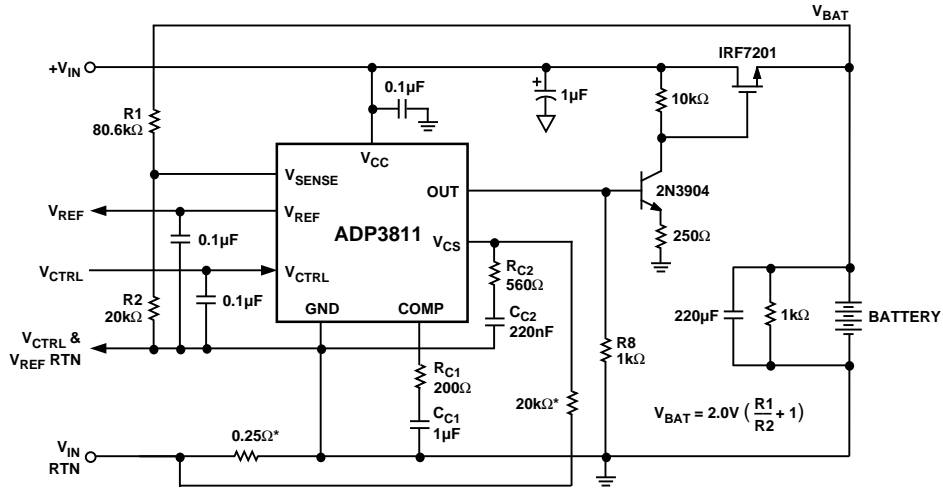 V_BAT
IRF7201
+V_IN
0.1µF
+
1µF
10kΩ
R1
80.6kΩ
V_CC
V_SENSE
OUT
2N3904
V_REF
V_REF
ADP3811
V_CS
250Ω
0.1µF
V_CTRL
V_CTRL
R_C2
560Ω
R2
20kΩ
0.1µF
GND
COMP
C_C2
220nF
220µF
1kΩ
BATTERY
V_CTRL &
V_REF RTN
R8
1kΩ
R_C1
200Ω
20kΩ*
C_C1
1µF
V_BAT = 2.0V (R1/R2 + 1)
V_IN
RTN
0.25Ω*